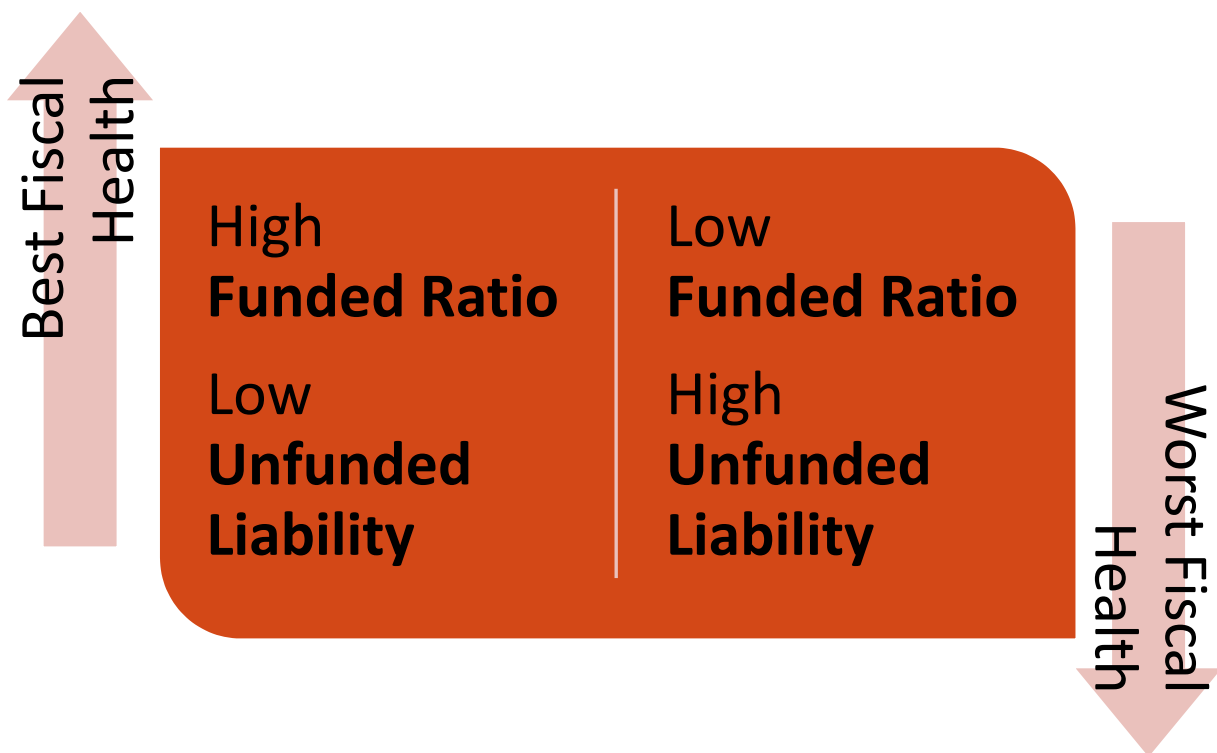 Best Fiscal
Health
High
Funded Ratio
Low
Unfunded
Liability
Low
Funded Ratio
High
Unfunded
Liability
Worst Fiscal
Health